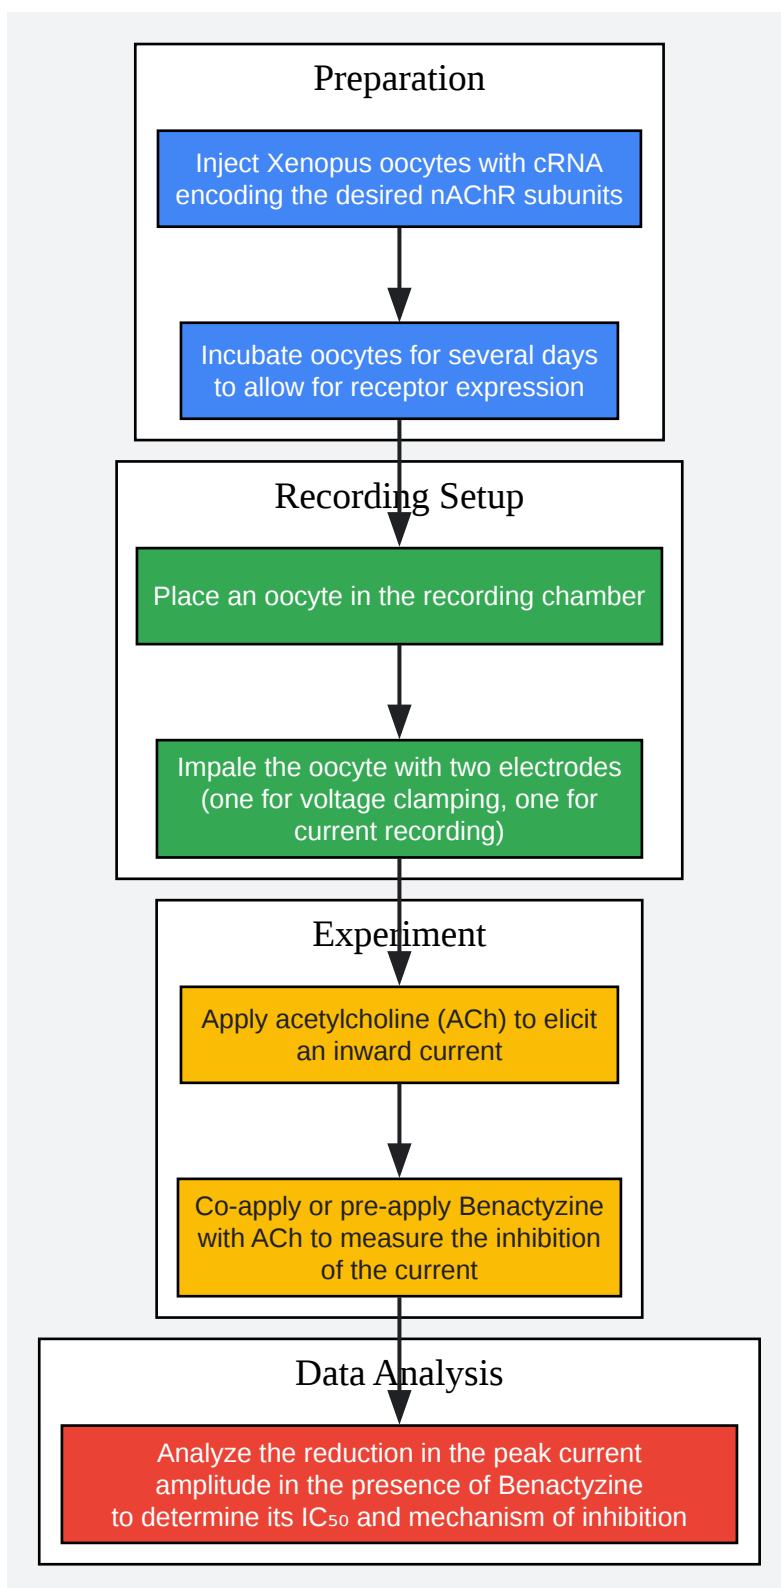 Preparation
Inject Xenopus oocytes with cRNA
encoding the desired nAChR subunits
Incubate oocytes for several days
to allow for receptor expression
Recording Setup
Place an oocyte in the recording chamber
Impale the oocyte with two electrodes
(one for voltage clamping, one for
current recording)
Experiment
Apply acetylcholine (ACh) to elicit
an inward current
Co-apply or pre-apply Benactyzine
with ACh to measure the inhibition
of the current
Data Analysis
Analyze the reduction in the peak current
amplitude in the presence of Benactyzine
to determine its IC₅₀ and mechanism of inhibition